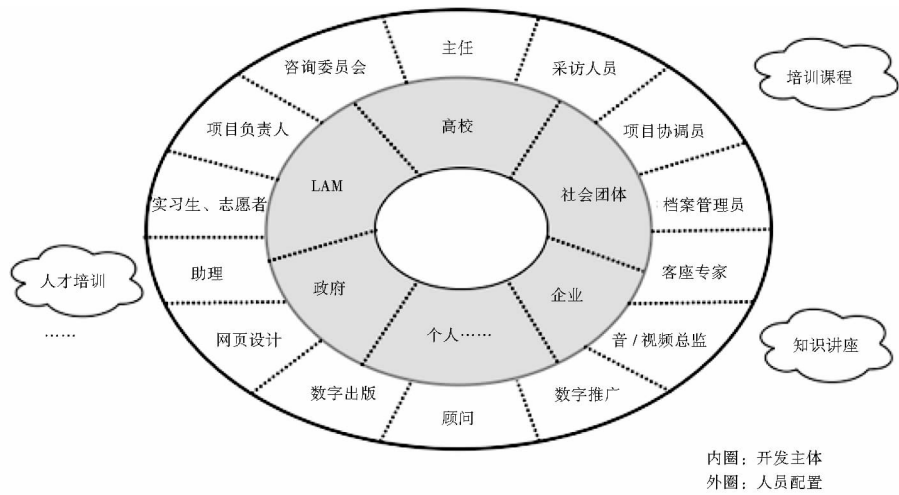 主任
咨询委员会
采访人员
培训课程
项目负责人
高校
项目协调员
LAM
社会团体
实习生、志愿者
档案管理员
人才培训
助理
政府
企业
客座专家
……
网页设计
个人……
音/视频总监
知识讲座
数字出版
顾问
数字推广
内圈：开发主体
外圈：人员配置